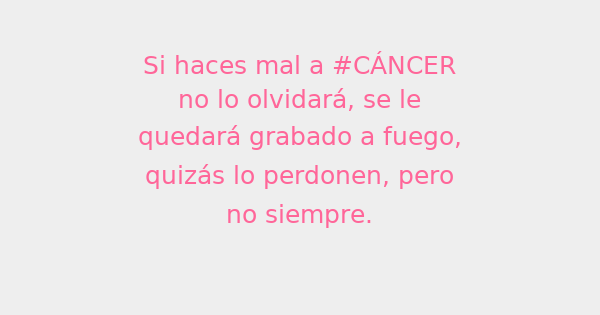 Si haces mal a #CÁNCER
no lo olvidará, se le
quedará grabado a fuego,
quizás lo perdonen, pero
no siempre.